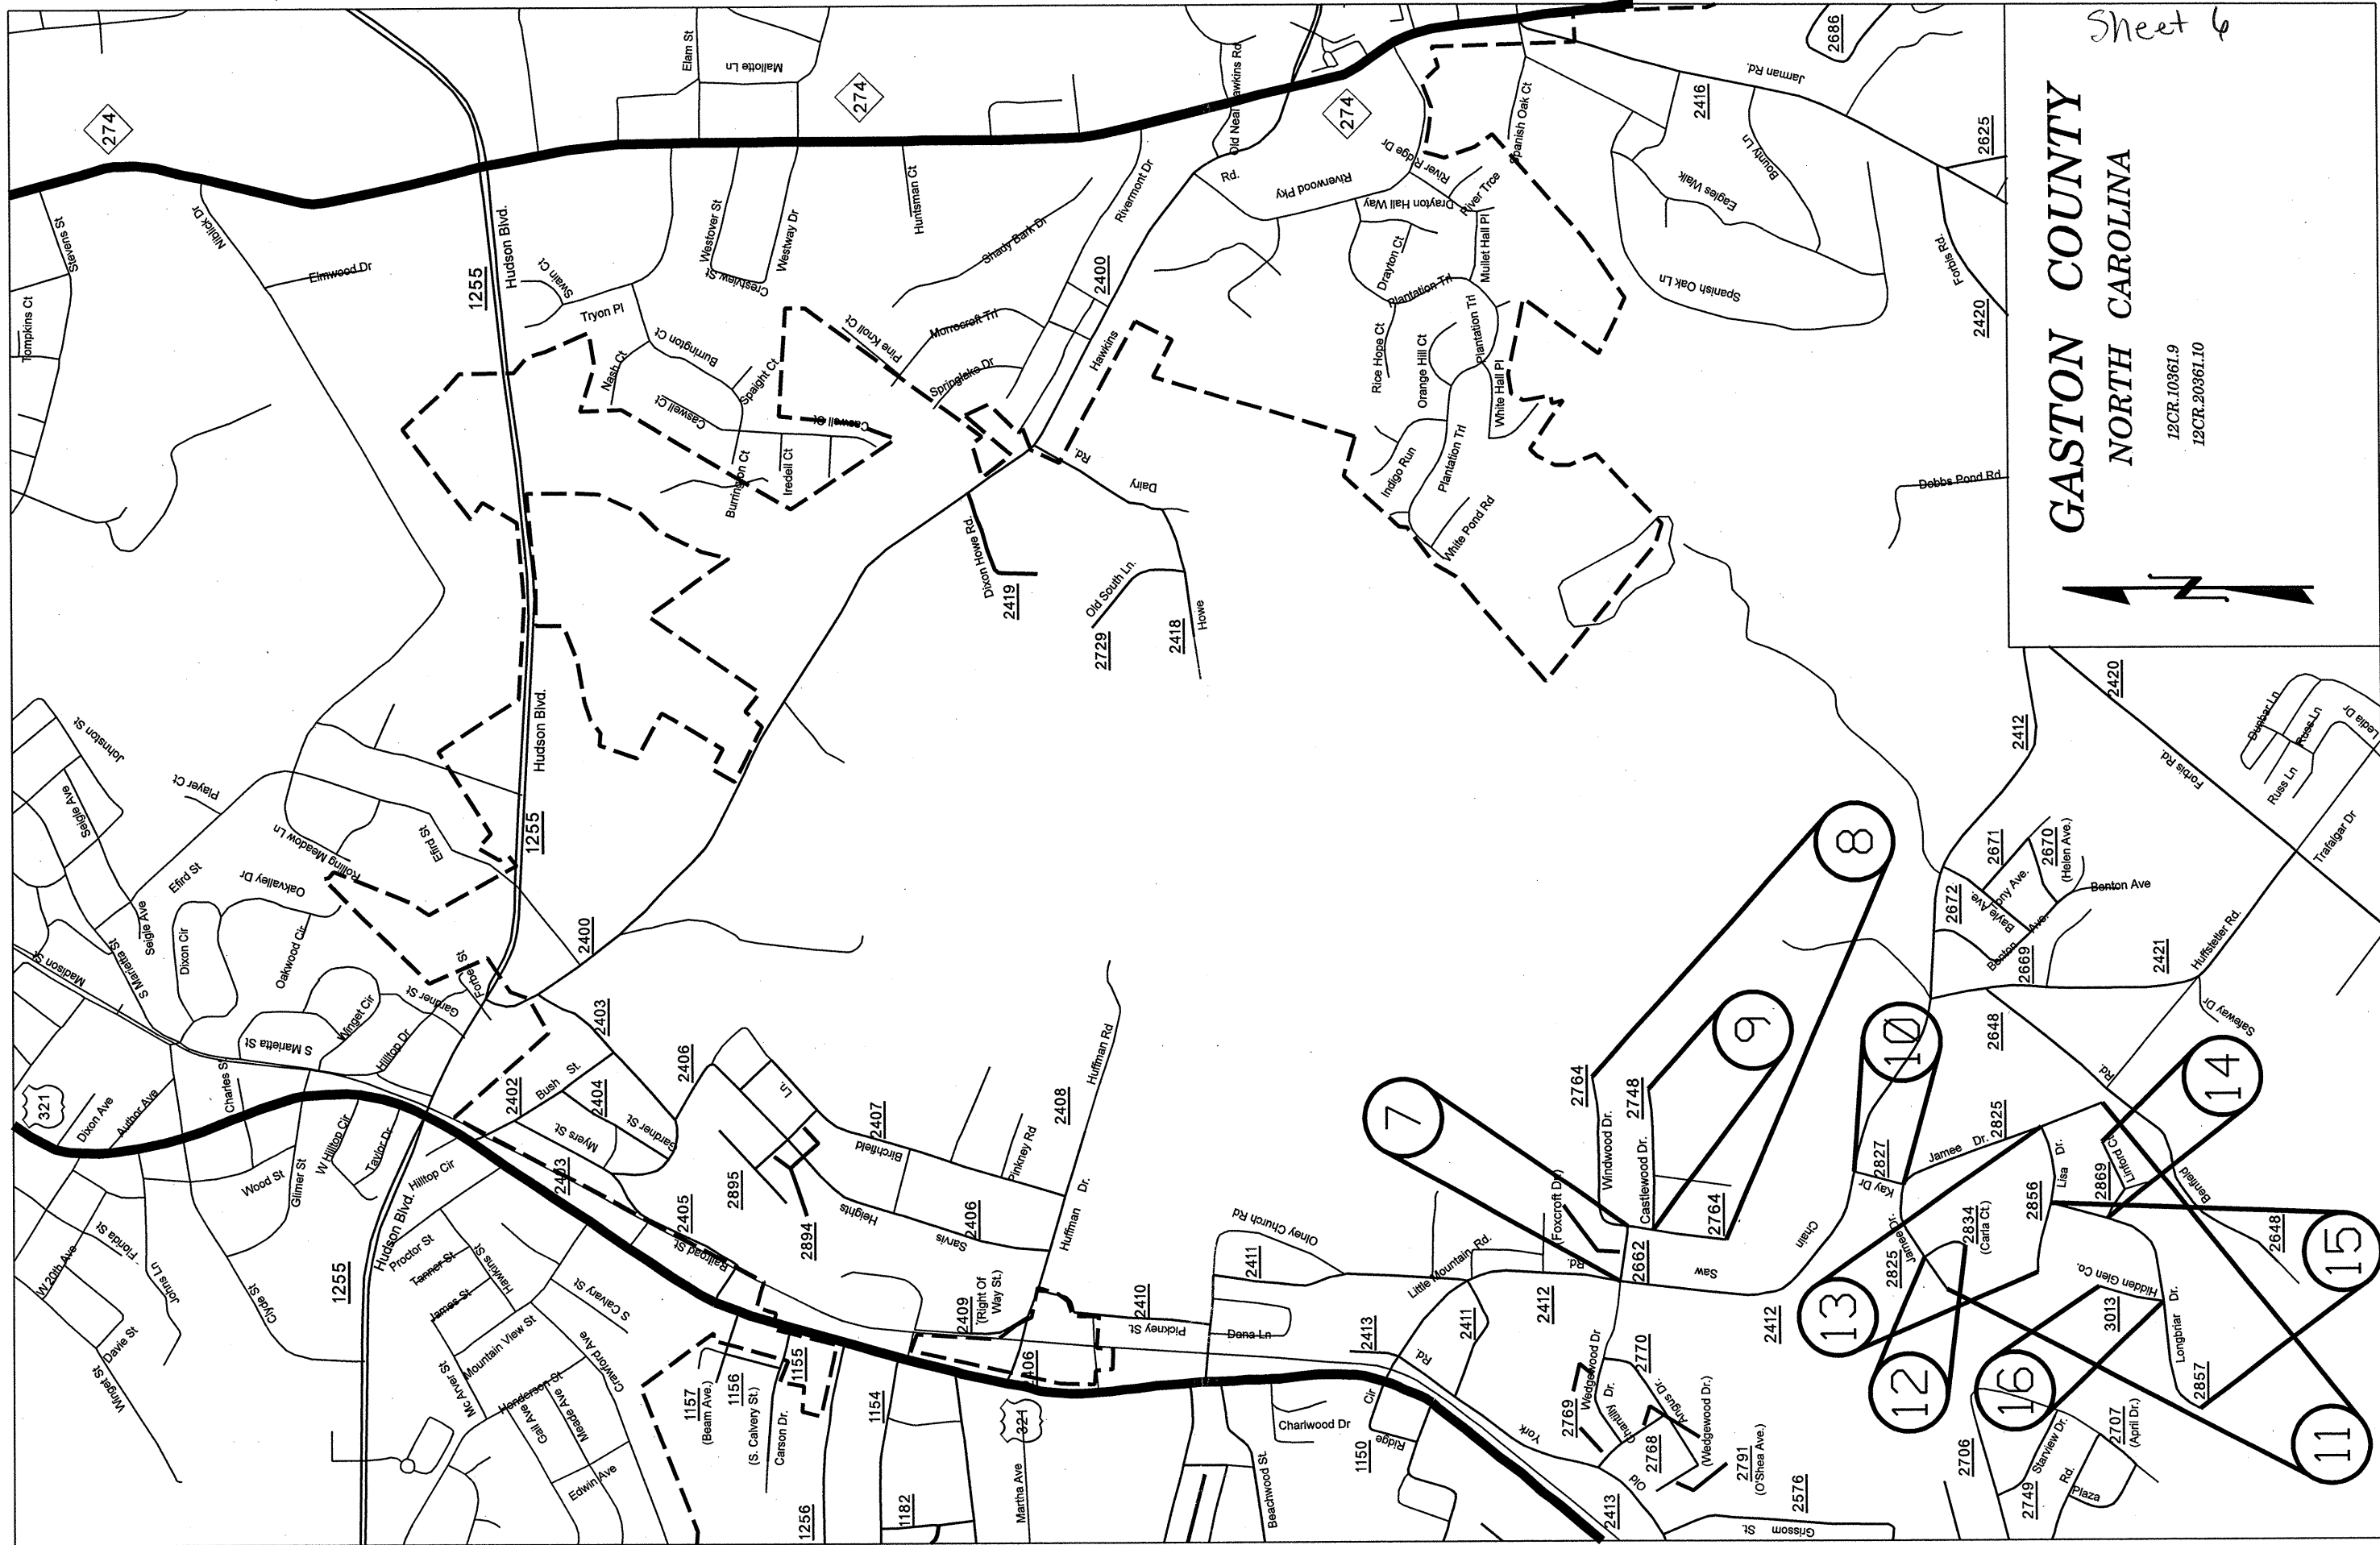 Sheet 6
GASTON COUNTY
NORTH CAROLINA
12CR.10361.9
12CR.20361.10
274
274
274
321
321
Tompkins Ct
Stevens St
Niblick Dr
Elmwood Dr
Elam St
Mallotte Ln
1255
Hudson Blvd.
Swain Ct
Tryon Pl
Westover St
Crestview St
Westway Dr
Huntsman Ct
Shady Bark Dr
Rivermont Dr
2400
Old Neal Hawkins Rd
Rd.
Riverwood Pky
River Ridge Dr
River Trce
Drayton Hall Way
Mullet Hall Pl
Drayton Ct
Plantation Trl
Plantation Trl
Plantation Trl
Rice Hope Ct
Orange Hill Ct
White Hall Pl
Indigo Run
White Pond Rd
Spanish Oak Ct
Spanish Oak Ln
Eagles Walk
Bounty Ln
2416
Jarman Rd.
2686
2625
Forbis Rd.
2420
Dobbs Pond Rd
Nash Ct
Burrington Ct
Caswell Ct
Spaight Ct
Caswell Ct
Iredell Ct
Burrington Ct
Pine Knoll Ct
Morrocroft Trl
Springlake Dr
Hawkins
Rd.
Dairy
Dixon Howe Rd.
2419
Old South Ln.
2729
2418
Howe
Johnston St
Seigle Ave
Player Ct
Rolling Meadow Ln
Efird St
Efird St
Oakvalley Dr
Oakwood Cir
Dixon Cir
Seigle Ave
S Marietta St
Madison St
Hudson Blvd.
1255
2400
Forbe St
Gardner St
Winget Cir
Hilltop Dr
S Marietta St
Charles St
Dixon Ave
Author Ave
Wood St
Gilmer St
W Hilltop Cir
Taylor Dr
Hilltop Cir
Hudson Blvd.
1255
W 20th Ave
Florida St
Johns Ln
Clyde St
Davie St
Winget St
Proctor St
Tanner St
James St
Hawkins St
Mc Arver St
Mountain View St
Henderson St
Gail Ave
Meade Ave
Edwin Ave
Crawford Ave
S Calvary St
2402
Bush St.
2403
2404
Myers St.
Gardner St.
2403
2406
2405
Railroad St
2895
2894
Ln.
2407
Birchfield
Heights
Sarvis
2406
Pinkney Rd
2408
Huffman Rd
Huffman Dr.
1157
(Beam Ave.)
1156
(S. Calvery St.)
1155
Carson Dr.
1256
1154
1182
2409
(Right Of
Way St.)
2406
Martha Ave
2410
Pickney St.
Dona Ln
Olney Church Rd
2411
Little Mountain Rd.
2411
2413
Rd.
Charlwood Dr
Beachwood St.
1150
Ridge
Cir
York
Old
2413
2412
Rd.
(Foxcroft Dr.)
2662
2764
Windwood Dr.
2748
Castlewood Dr.
2764
Saw
Chain
2412
2769
Wedgewood Dr
Chantilly Dr.
2770
Angus Dr.
2768
(Wedgewood Dr.)
2791
(O'Shea Ave.)
2576
Grissom St.
2706
2749
Starview Dr.
Rd.
Plaza
2707
(April Dr.)
7
8
9
10
11
12
13
14
15
16
2827
Kay Dr
Jamee Dr.
2825
Jamee Dr.
2825
2834
(Carla Ct.)
2856
Lisa Dr.
2869
Linford Ct.
Benfield
Rd.
2648
2648
Hidden Glen Co.
3013
Longbriar Dr.
2857
2412
2672
Bayle Ave.
Tony Ave.
2671
2670
(Helen Ave.)
Benton Ave
Benton Ave.
2669
2421
Huffstetler Rd.
Safeway Dr
2420
Forbis Rd.
Trafalgar Dr
Dunbar Ln
Russ Ln
Russ Ln
Ledia Dr